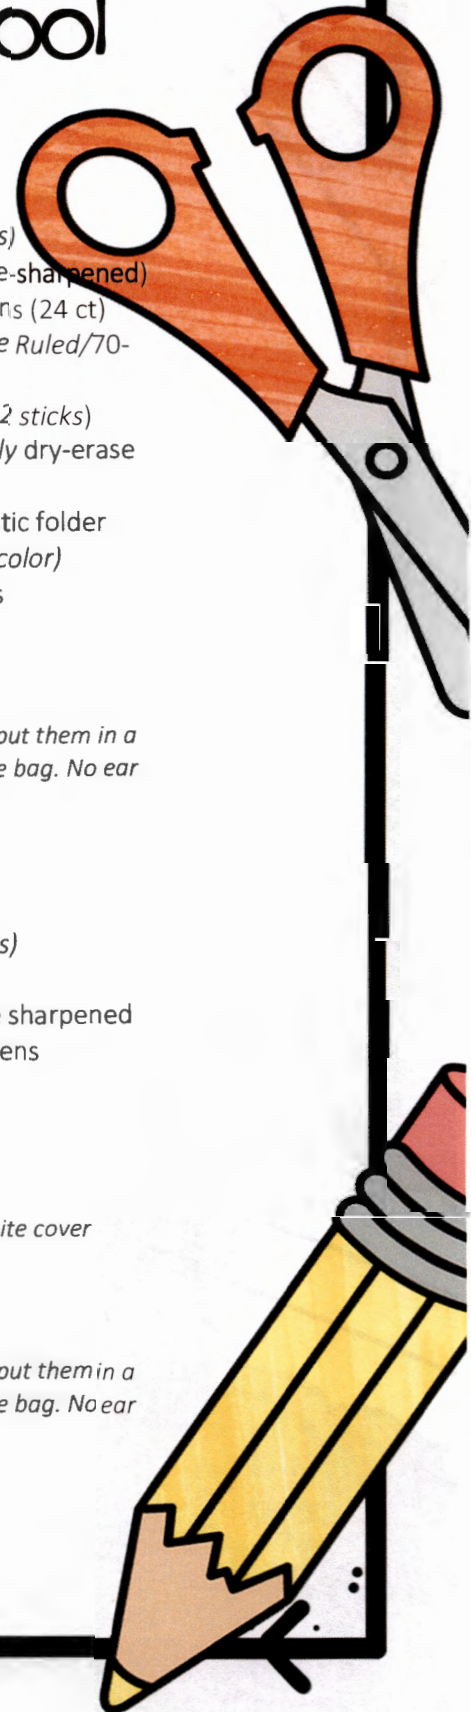 ool
s)
e-sharpened)
ns (24 ct)
e Ruled/70-
2 sticks)
ly dry-erase
tic folder
color)
s
out them in a
e bag. No ear
s)
e sharpened
ens
ite cover
out them in a
e bag. No ear